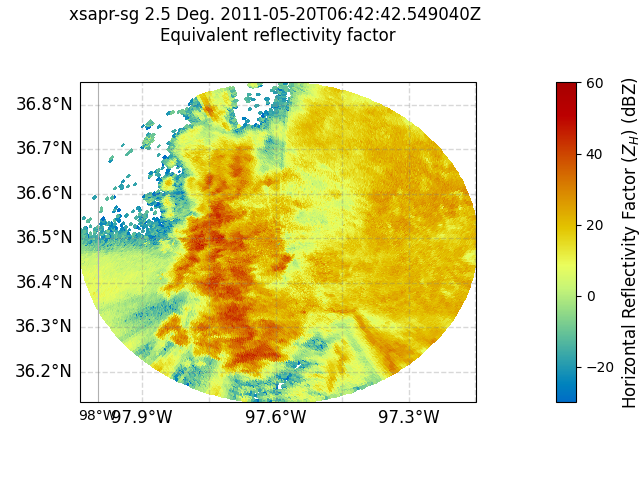 xsapr-sg 2.5 Deg. 2011-05-20T06:42:42.549040Z
Equivalent reflectivity factor
36.8°N
36.7°N
36.6°N
36.5°N
36.4°N
36.3°N
36.2°N
98°W
97.9°W
97.6°W
97.3°W
60
40
20
0
−20
Horizontal Reflectivity Factor (Z_H) (dBZ)